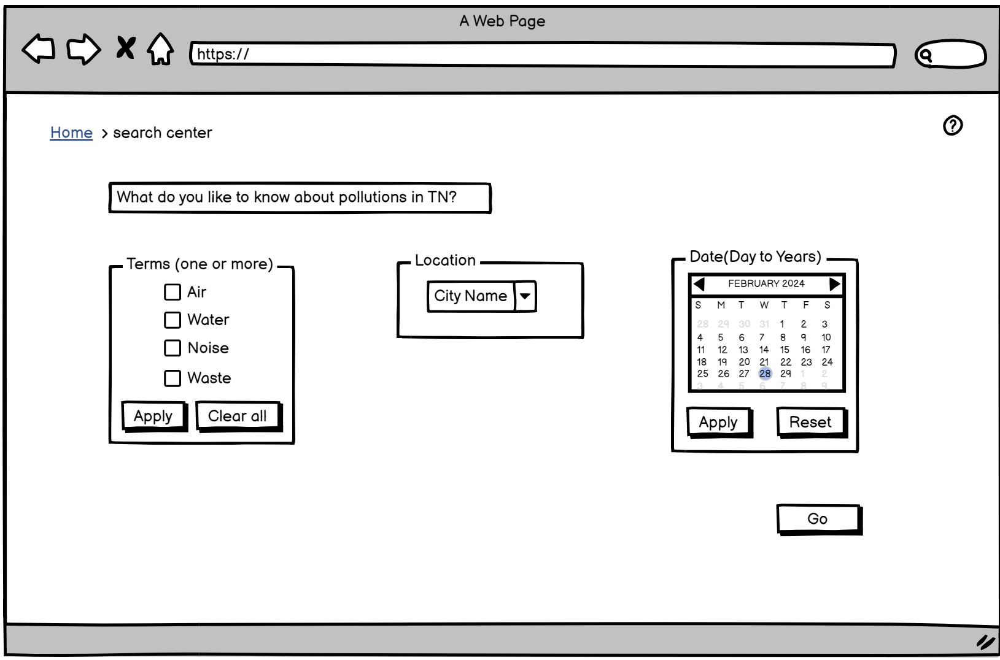 A Web Page
https://
Home > search center
?
What do you like to know about pollutions in TN?
Terms (one or more)
Air
Water
Noise
Waste
Apply
Clear all
Location
City Name
Date(Day to Years)
FEBRUARY 2024
S M T W T F S
28 29 30 31 1 2 3
4 5 6 7 8 9 10
11 12 13 14 15 16 17
18 19 20 21 22 23 24
25 26 27 28 29 1 2
3 4 5 6 7 8 9
Apply
Reset
Go